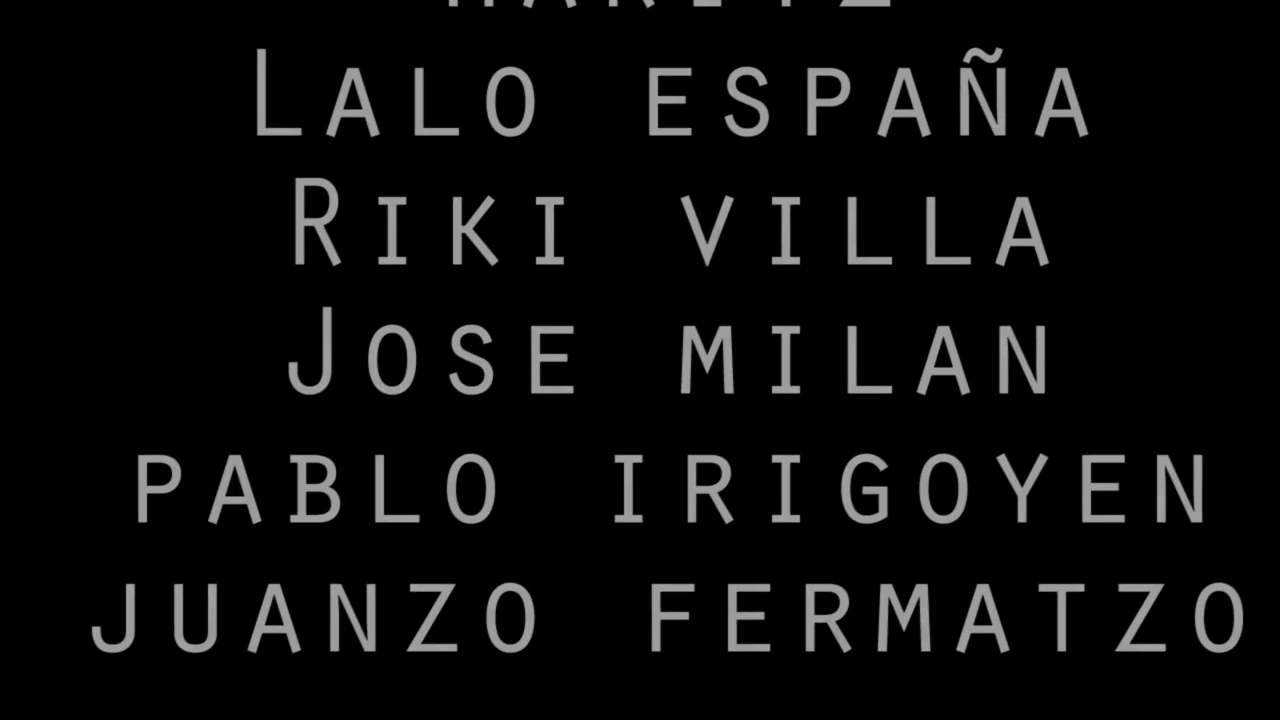 Lalo españa
Riki villa
Jose milan
pablo irigoyen
juanzo fermatzo